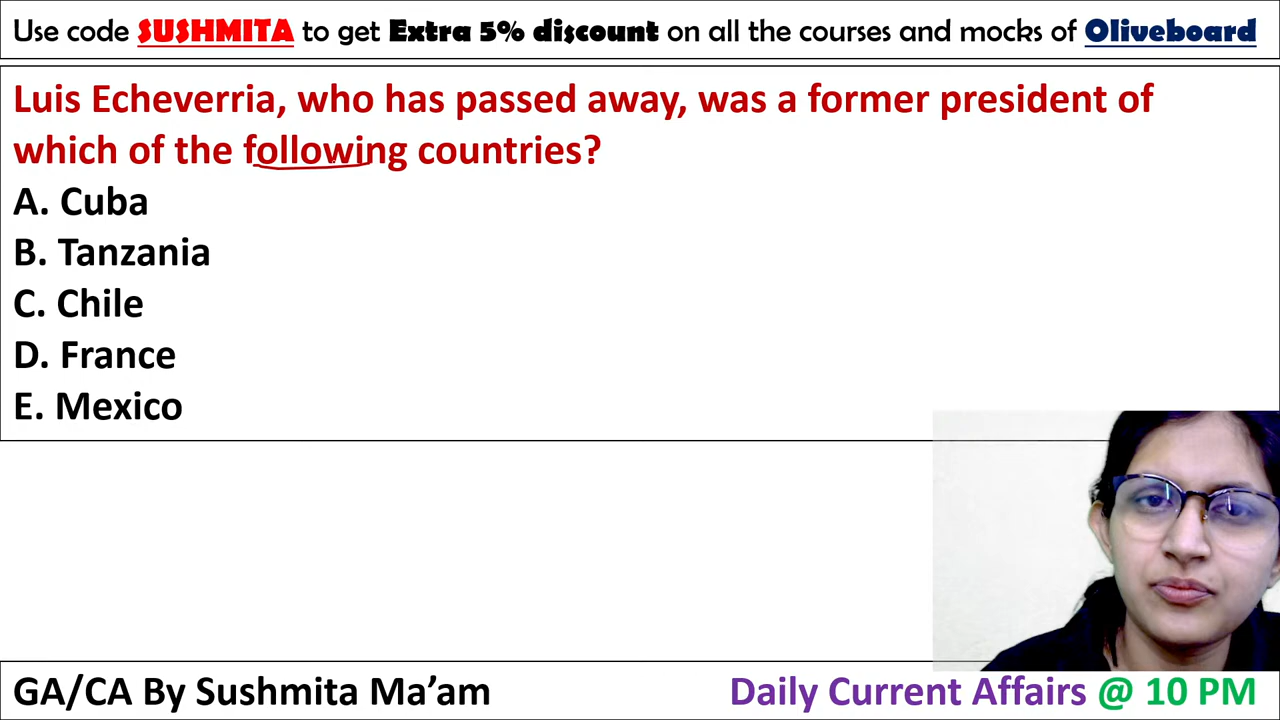 Use code SUSHMITA to get Extra 5% discount on all the courses and mocks of Oliveboard
Luis Echeverria, who has passed away, was a former president of
which of the following countries?
A. Cuba
B. Tanzania
C. Chile
D. France
E. Mexico
GA/CA By Sushmita Ma’am
Daily Current Affairs @ 10 PM